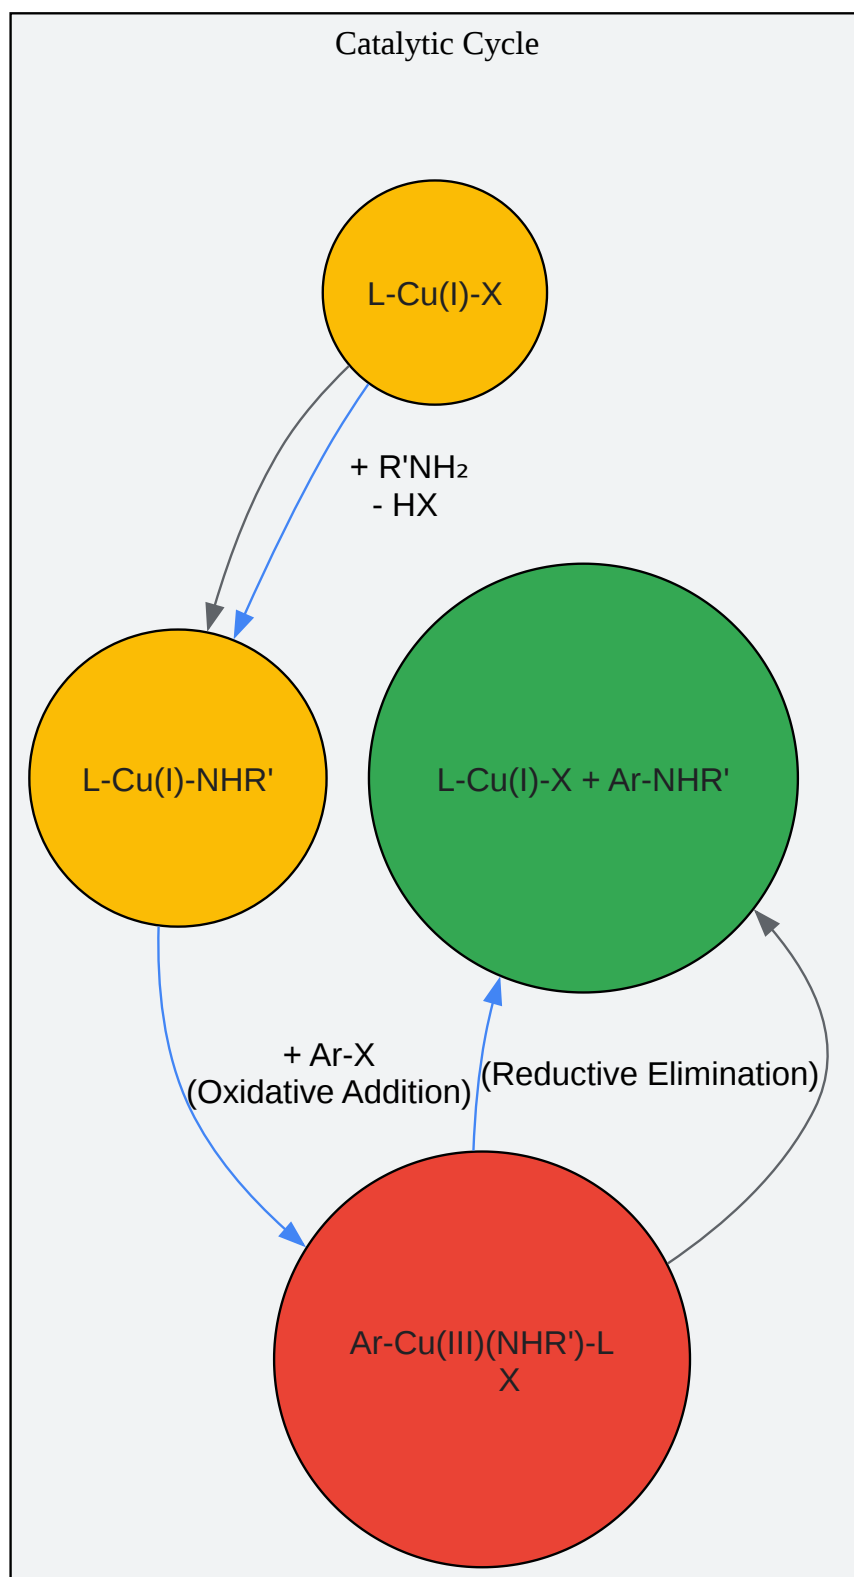 Catalytic Cycle
L-Cu(I)-X
+ R'NH₂
- HX
L-Cu(I)-NHR'
L-Cu(I)-X + Ar-NHR'
+ Ar-X
(Oxidative Addition)
(Reductive Elimination)
Ar-Cu(III)(NHR')-L
X